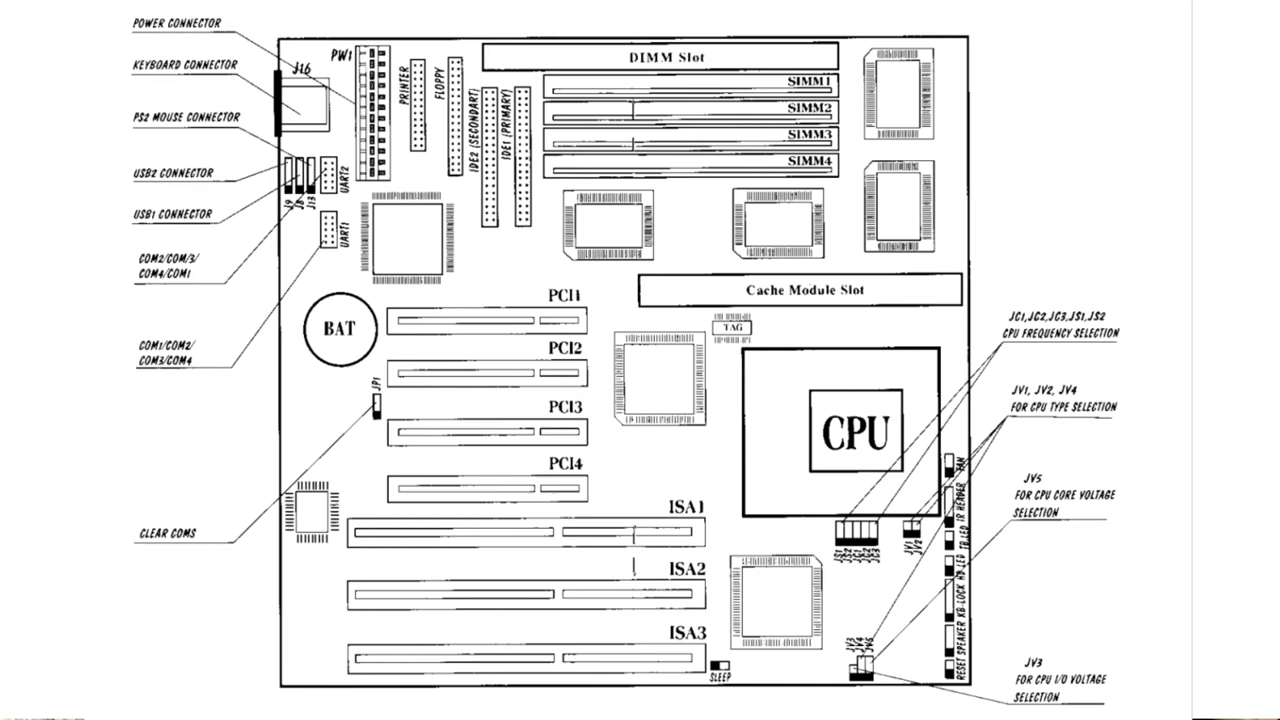 POWER CONNECTOR
KEYBOARD CONNECTOR
PS2 MOUSE CONNECTOR
USB2 CONNECTOR
USB1 CONNECTOR
COM2/COM/3/
COM4/COM1
COM1/COM2/
COM3/COM4
CLEAR COMS
J16
PW1
PRINTER
FLOPPY
IDE2 (SECONDART)
IDE1 (PRIMARY)
DIMM Slot
SIMM1
SIMM2
SIMM3
SIMM4
J9
J8
J13
UART2
UART1
BAT
JP1
PCI1
PCI2
PCI3
PCI4
ISA1
ISA2
ISA3
Cache Module Slot
TAG
CPU
JS1
JS2
JC1
JC2
JC3
JV1
JV2
JV3
JV4
JV5
SLEEP
FAN
IR HEADER
TB LED
HD LED
KB-LOCK
SPEAKER
RESET
JC1,JC2,JC3,JS1,JS2
CPU FREQUENCY SELECTION
JV1, JV2, JV4
FOR CPU TYPE SELECTION
JV5
FOR CPU CORE VOLTAGE
SELECTION
JV3
FOR CPU I/O VOLTAGE
SELECTION